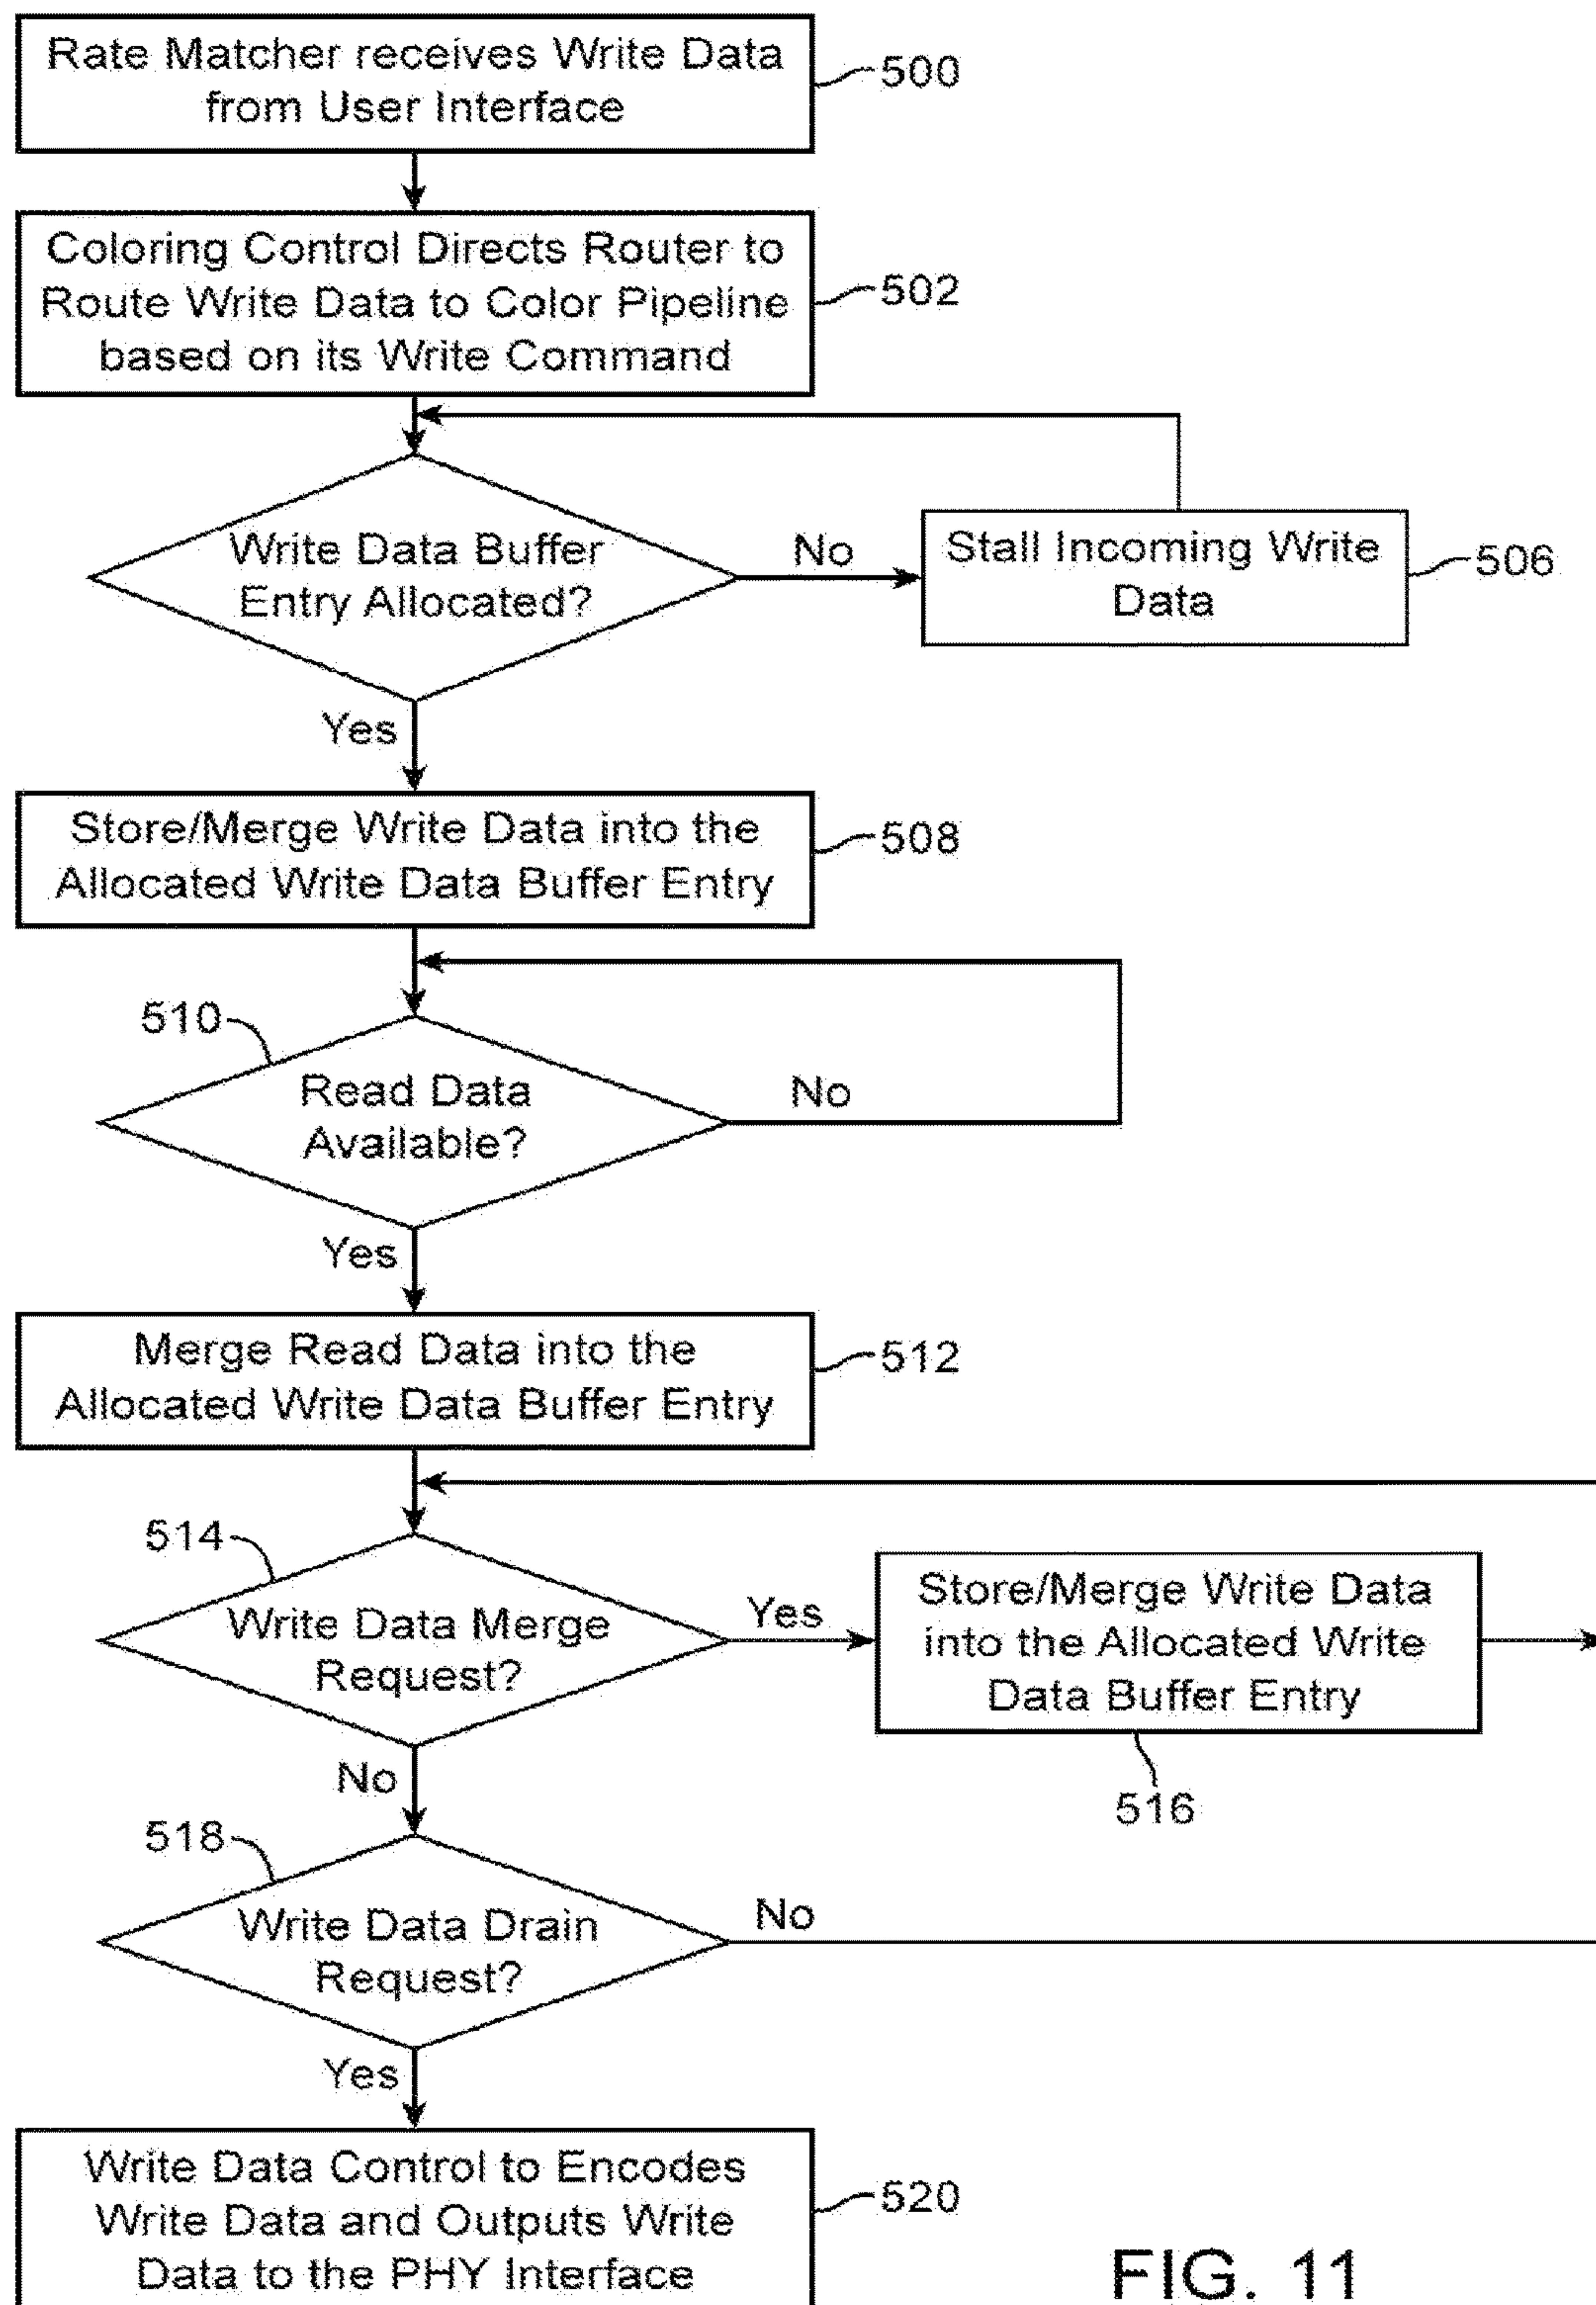 Rate Matcher receives Write Data
from User Interface
500
Coloring Control Directs Router to
Route Write Data to Color Pipeline
based on its Write Command
502
Write Data Buffer
Entry Allocated?
No
Stall Incoming Write
Data
506
Yes
Store/Merge Write Data into the
Allocated Write Data Buffer Entry
508
510
Read Data
Available?
No
Yes
Merge Read Data into the
Allocated Write Data Buffer Entry
512
514
Write Data Merge
Request?
Yes
Store/Merge Write Data
into the Allocated Write
Data Buffer Entry
516
No
518
Write Data Drain
Request?
No
Yes
Write Data Control to Encodes
Write Data and Outputs Write
Data to the PHY Interface
520
FIG. 11